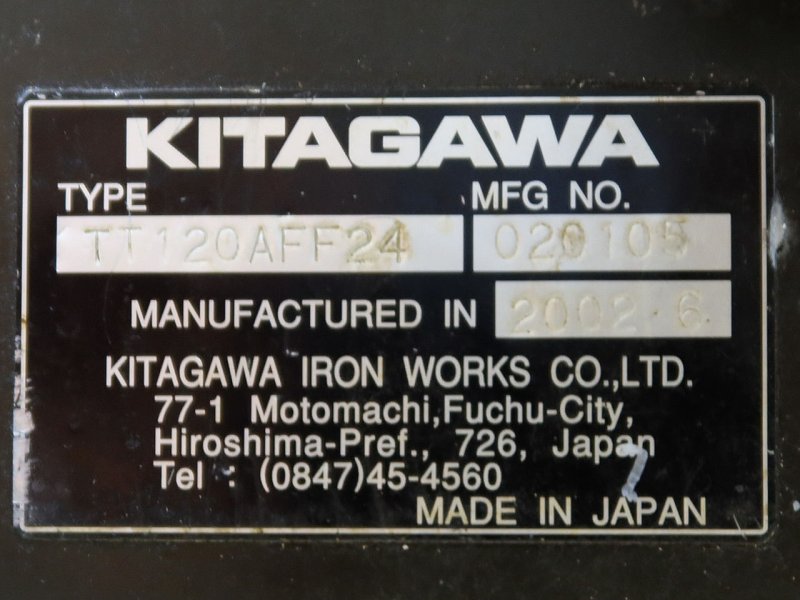 KITAGAWA
TYPE MFG NO.
TT120AFF24 020105
MANUFACTURED IN 2002 6
KITAGAWA IRON WORKS CO.,LTD.
77-1 Motomachi,Fuchu-City,
Hiroshima-Pref., 726, Japan
Tel : (0847)45-4560
MADE IN JAPAN